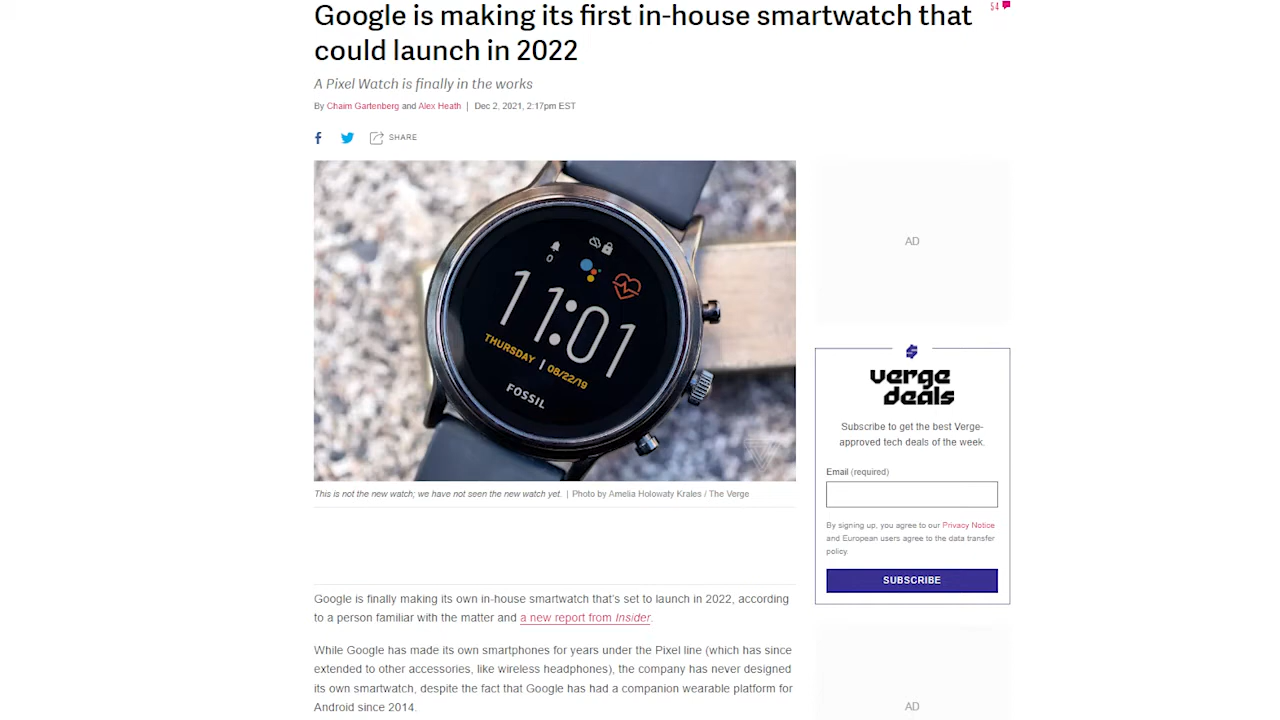 Google is making its first in-house smartwatch that
could launch in 2022
54
A Pixel Watch is finally in the works
By Chaim Gartenberg and Alex Heath | Dec 2, 2021, 2:17pm EST
SHARE
0
11:01
THURSDAY | 08/22/19
FOSSIL
This is not the new watch; we have not seen the new watch yet. | Photo by Amelia Holowaty Krales / The Verge
Google is finally making its own in-house smartwatch that's set to launch in 2022, according
to a person familiar with the matter and a new report from Insider.
While Google has made its own smartphones for years under the Pixel line (which has since
extended to other accessories, like wireless headphones), the company has never designed
its own smartwatch, despite the fact that Google has had a companion wearable platform for
Android since 2014.
AD
verge
deals
Subscribe to get the best Verge-
approved tech deals of the week.
Email (required)
By signing up, you agree to our Privacy Notice
and European users agree to the data transfer
policy.
SUBSCRIBE
AD